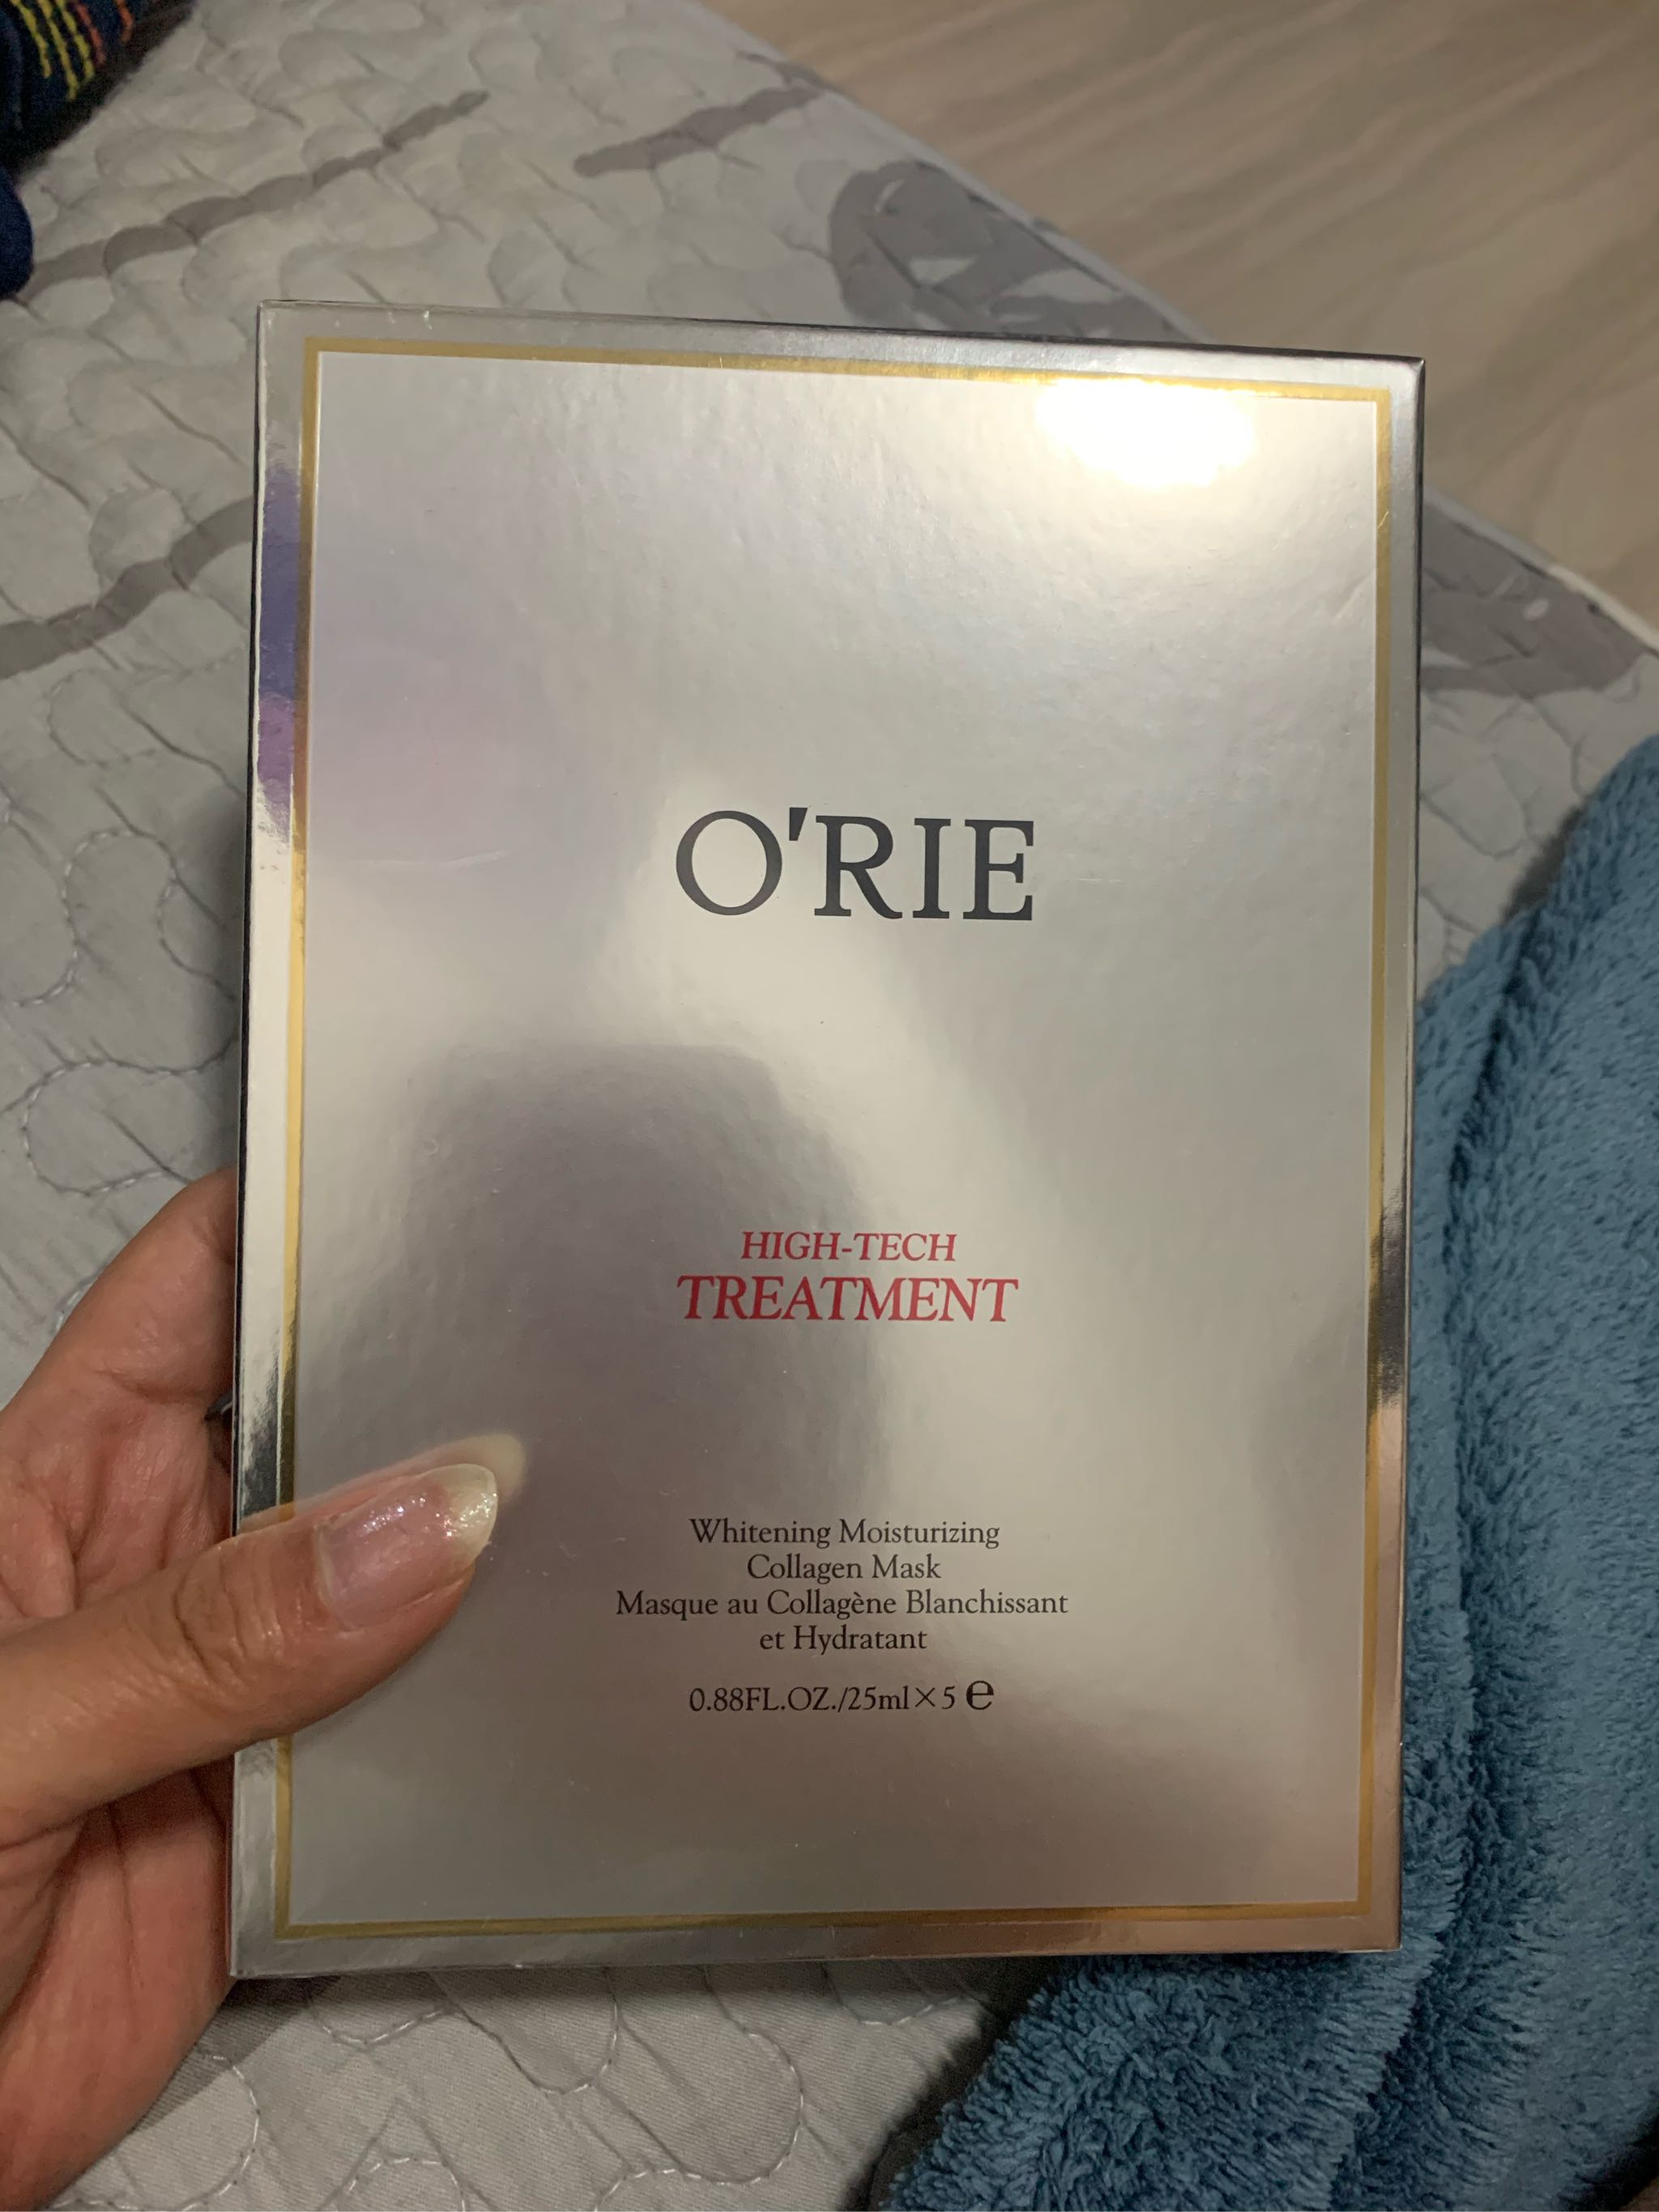 O'RIE
HIGH-TECH
TREATMENT
Whitening Moisturizing
Collagen Mask
Masque au Collagène Blanchissant
et Hydratant
0.88FL.OZ./25ml×5 ℮